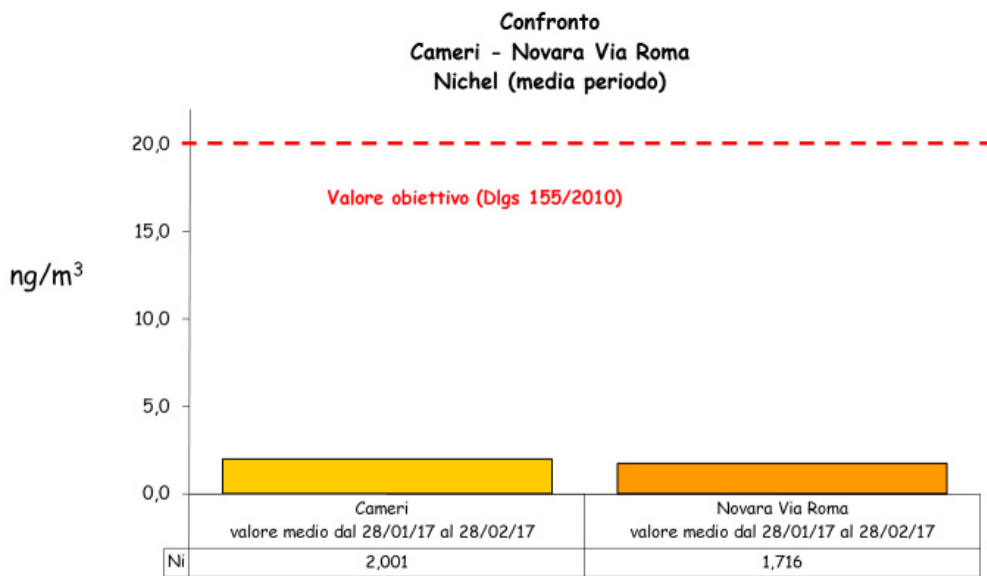 Confronto
Cameri - Novara Via Roma
Nichel (media periodo)
20,0
Valore obiettivo (Dlgs 155/2010)
15,0
ng/m³
10,0
5,0
0,0
Cameri
valore medio dal 28/01/17 al 28/02/17
Novara Via Roma
valore medio dal 28/01/17 al 28/02/17
Ni 2,001 1,716